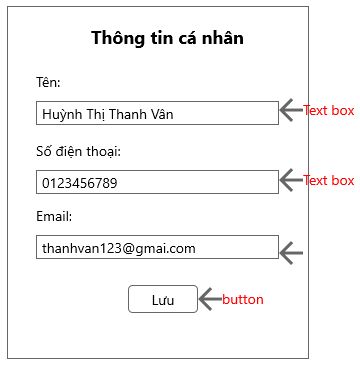 Thông tin cá nhân
Tên:
Huỳnh Thị Thanh Vân Text box
Số điện thoại:
0123456789 Text box
Email:
thanhvan123@gmai.com
Lưu button